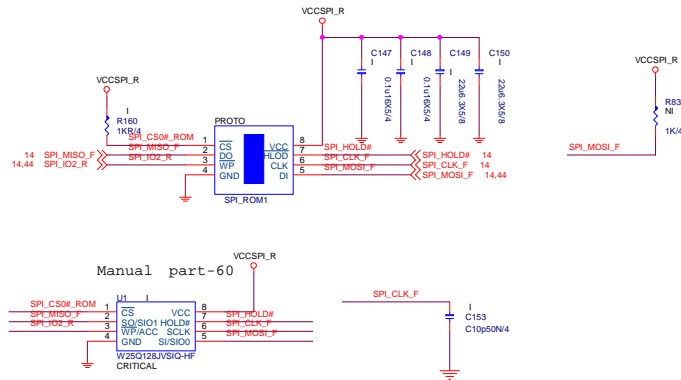 VCCSPI_R
C147
I
0.1u16X5/4
C148
I
0.1u16X5/4
C149
I
22u6.3X5/8
C150
I
22u6.3X5/8
VCCSPI_R
R83
NI
1K/4
SPI_MOSI_F
VCCSPI_R
I
R160
1KR/4
PROTO
SPI_CS0#_ROM 1 CS VCC 8
14 SPI_MISO_F SPI_MISO_F 2 DO HLOD 7 SPI_HOLD# SPI_HOLD# 14
14,44 SPI_IO2_R 3 WP CLK 6 SPI_CLK_F SPI_CLK_F 14
4 GND DI 5 SPI_MOSI_F SPI_MOSI_F 14,44
SPI_ROM1
Manual part-60
VCCSPI_R
U1 I
SPI_CS0#_ROM 1 CS VCC 8
SPI_MISO_F 2 SO/SIO1 HOLD# 7 SPI_HOLD#
SPI_IO2_R 3 WP/ACC SCLK 6 SPI_CLK_F
4 GND SI/SIO0 5 SPI_MOSI_F
W25Q128JVSIQ-HF
CRITICAL
SPI_CLK_F
I
C153
C10p50N/4